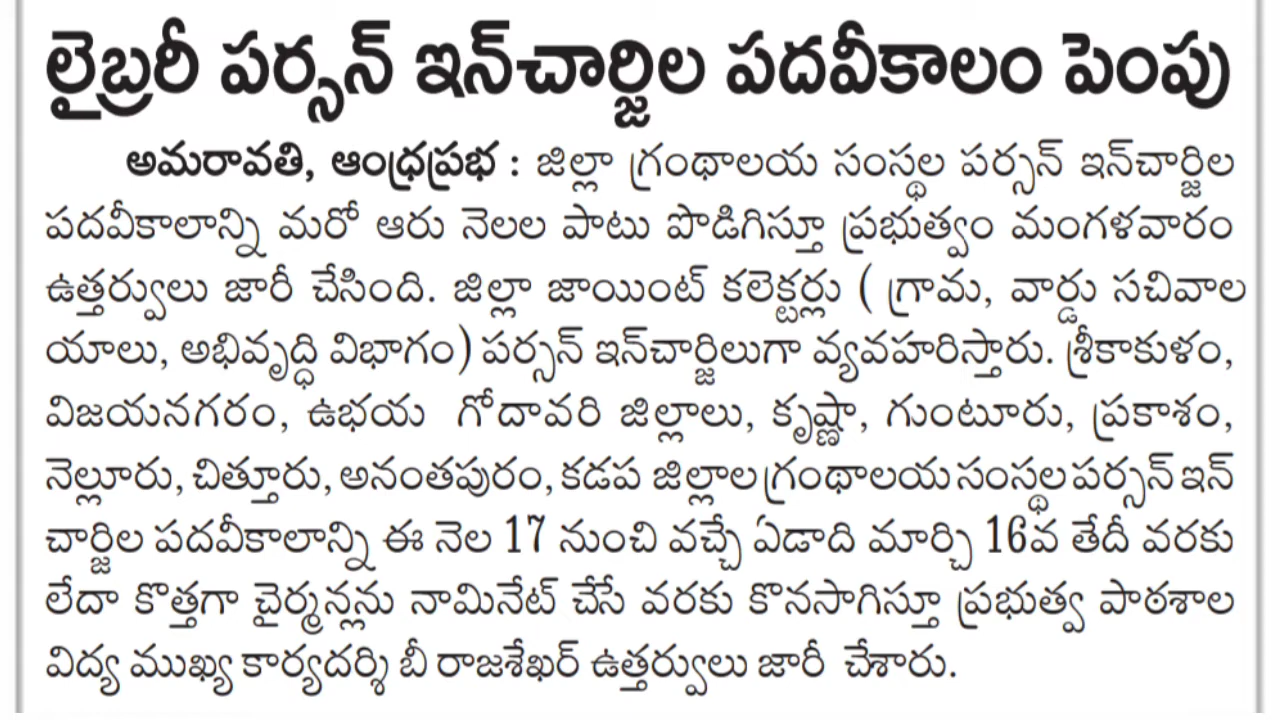 లైబ్రరీ పర్సన్ ఇన్‌చార్జిల పదవీకాలం పెంపు
అమరావతి, ఆంధ్రప్రభ : జిల్లా గ్రంథాలయ సంస్థల పర్సన్ ఇన్‌చార్జిల
పదవీకాలాన్ని మరో ఆరు నెలల పాటు పొడిగిస్తూ ప్రభుత్వం మంగళవారం
ఉత్తర్వులు జారీ చేసింది. జిల్లా జాయింట్ కలెక్టర్లు ( గ్రామ, వార్డు సచివాల
యాలు, అభివృద్ధి విభాగం) పర్సన్ ఇన్‌చార్జిలుగా వ్యవహరిస్తారు. శ్రీకాకుళం,
విజయనగరం, ఉభయ గోదావరి జిల్లాలు, కృష్ణా, గుంటూరు, ప్రకాశం,
నెల్లూరు, చిత్తూరు, అనంతపురం, కడప జిల్లాల గ్రంథాలయ సంస్థల పర్సన్ ఇన్
చార్జిల పదవీకాలాన్ని ఈ నెల 17 నుంచి వచ్చే ఏడాది మార్చి 16వ తేదీ వరకు
లేదా కొత్తగా చైర్మన్లను నామినేట్ చేసే వరకు కొనసాగిస్తూ ప్రభుత్వ పాఠశాల
విద్య ముఖ్య కార్యదర్శి బీ రాజశేఖర్ ఉత్తర్వులు జారీ చేశారు.